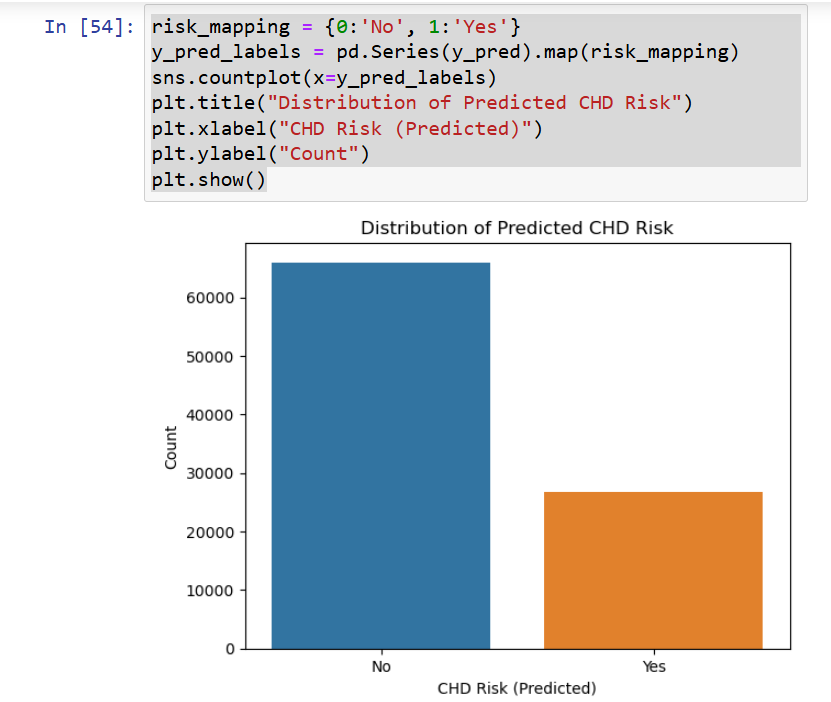 In [54]:
risk_mapping = {0:'No', 1:'Yes'}
y_pred_labels = pd.Series(y_pred).map(risk_mapping)
sns.countplot(x=y_pred_labels)
plt.title("Distribution of Predicted CHD Risk")
plt.xlabel("CHD Risk (Predicted)")
plt.ylabel("Count")
plt.show()
Distribution of Predicted CHD Risk
60000
50000
40000
30000
20000
10000
0
Count
No
Yes
CHD Risk (Predicted)